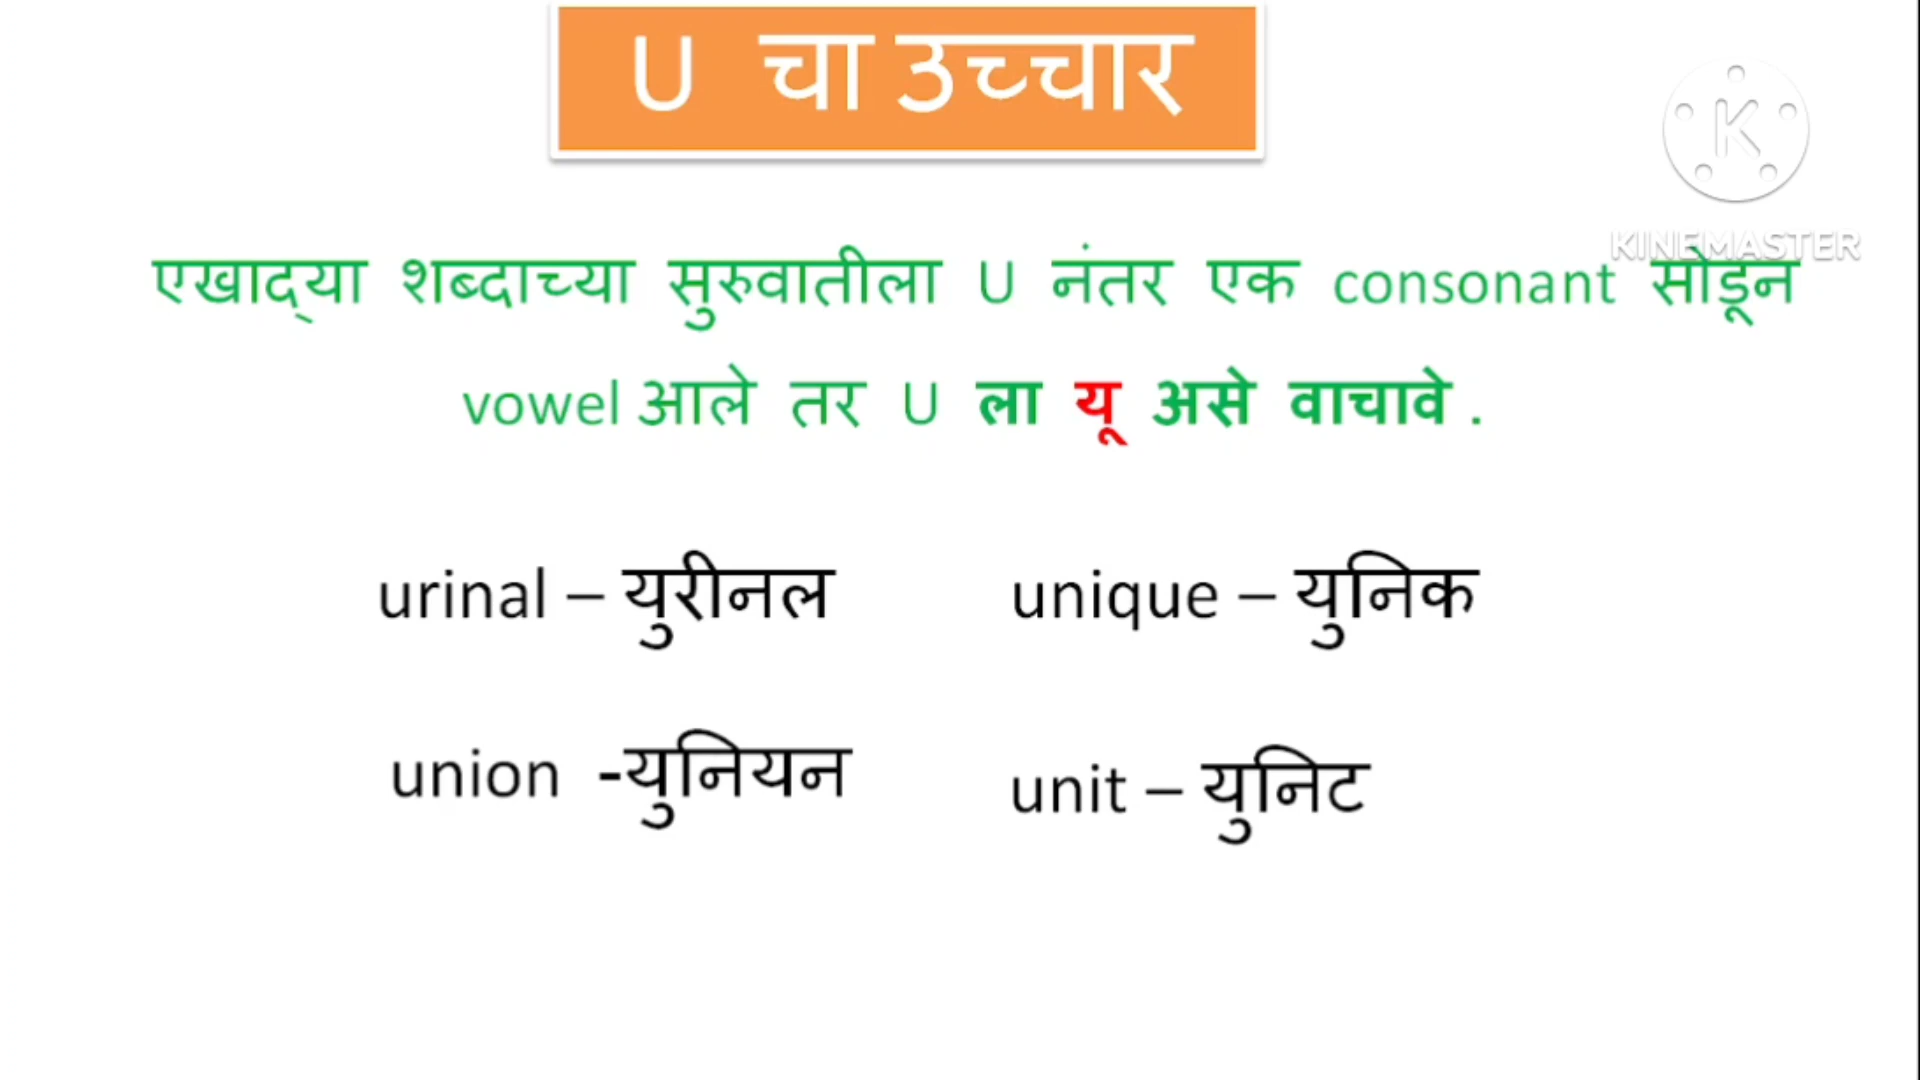 U चा उच्चार
K
KINEMASTER
एखाद्‌या शब्दाच्या सुरुवातीला U नंतर एक consonant सोडून
vowel आले तर U ला यू असे वाचावे .
urinal – युरीनल
unique – युनिक
union -युनियन
unit – युनिट